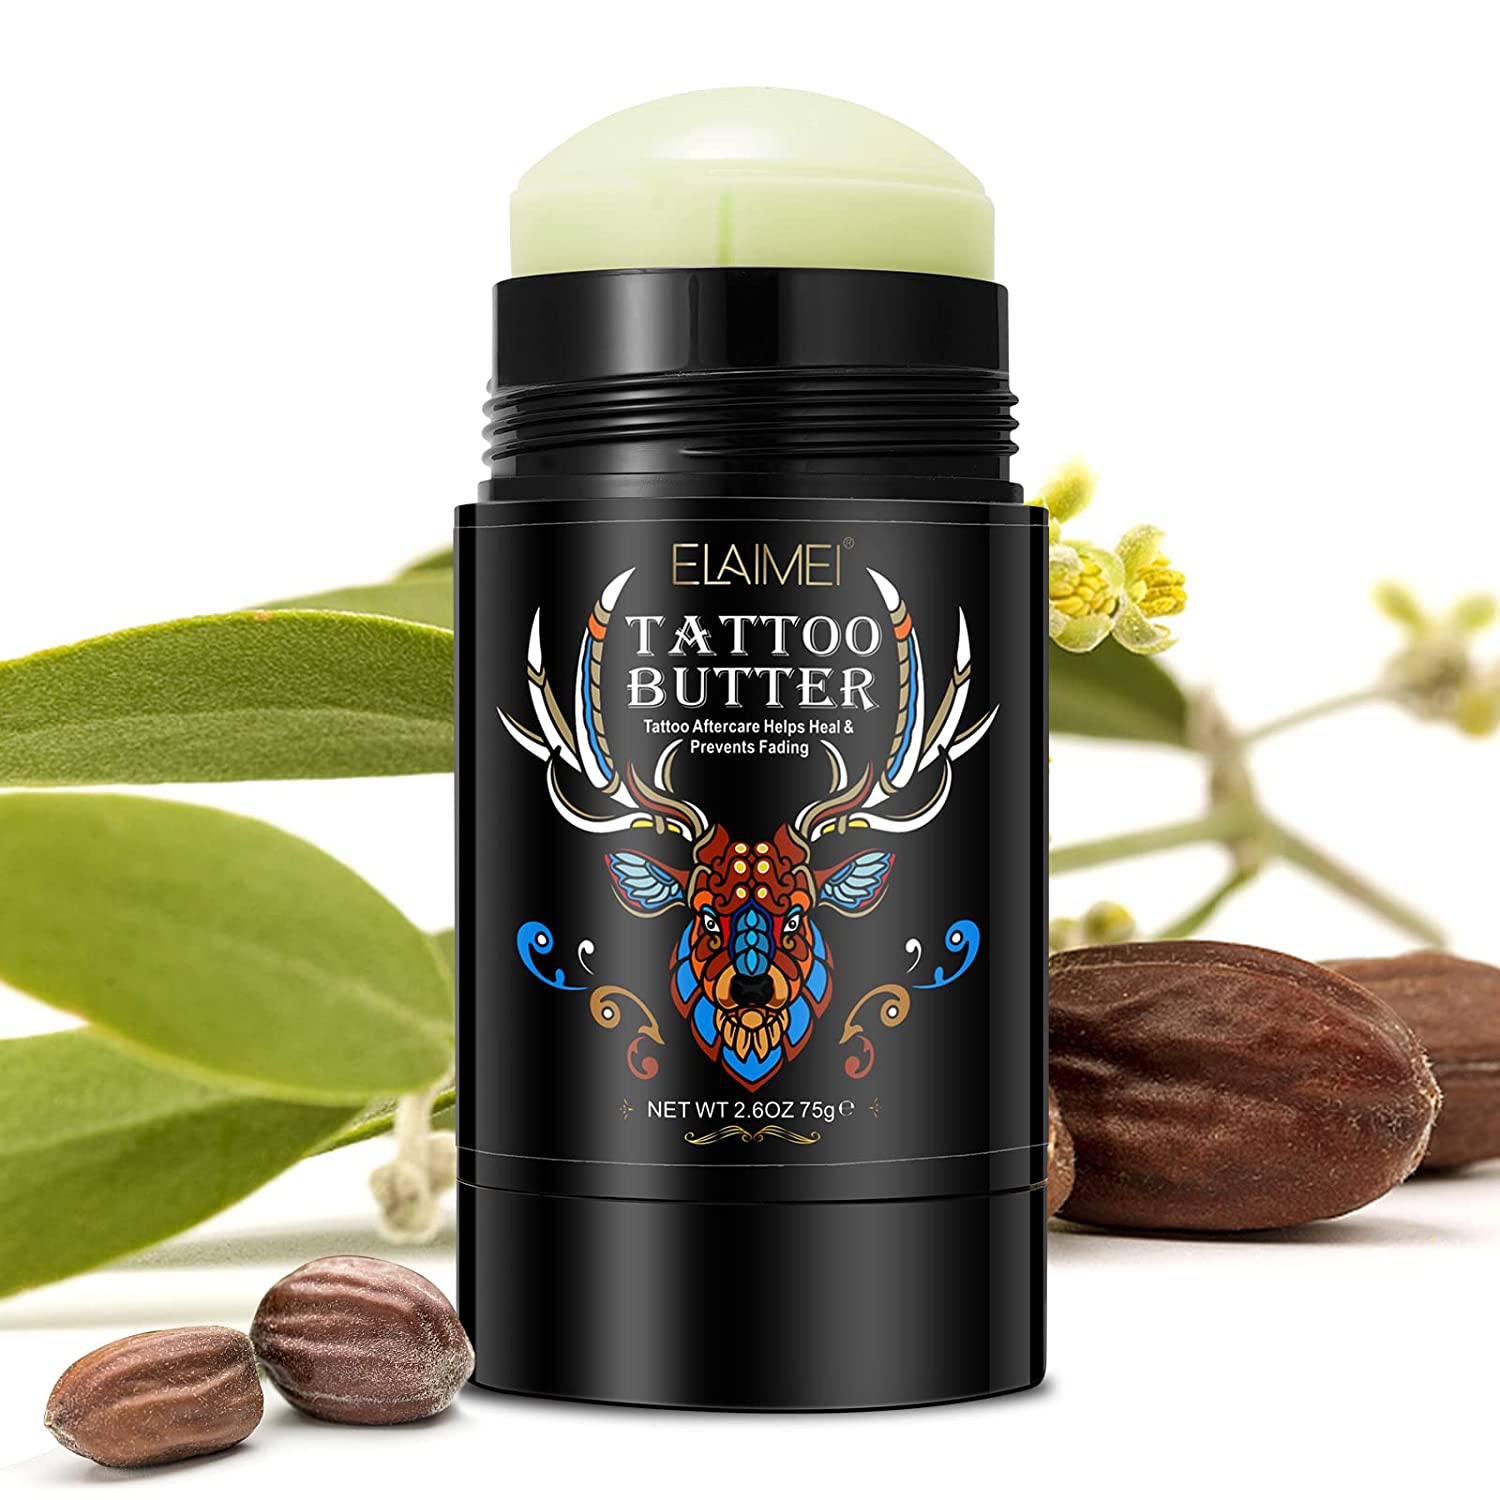 ELAIMEI®
TATTOO
BUTTER
Tattoo Aftercare Helps Heal &
Prevents Fading
NET WT 2.6OZ 75g℮